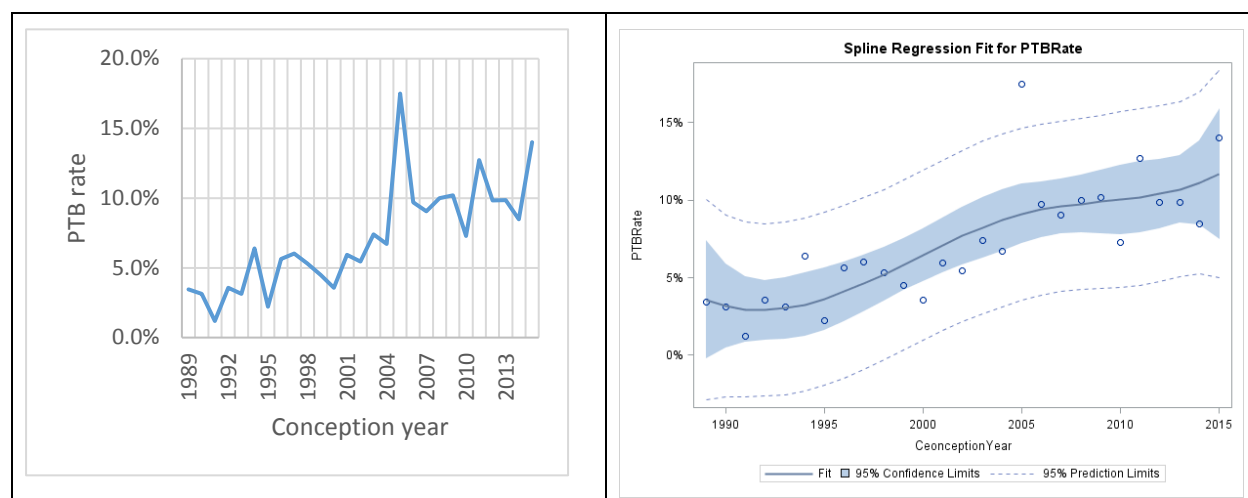 20.0%
15.0%
10.0%
5.0%
0.0%
PTB rate
1989
1992
1995
1998
2001
2004
2007
2010
2013
Conception year
Spline Regression Fit for PTBRate
15%
10%
5%
0%
PTBRate
1990 1995 2000 2005 2010 2015
CeonceptionYear
Fit 95% Confidence Limits 95% Prediction Limits